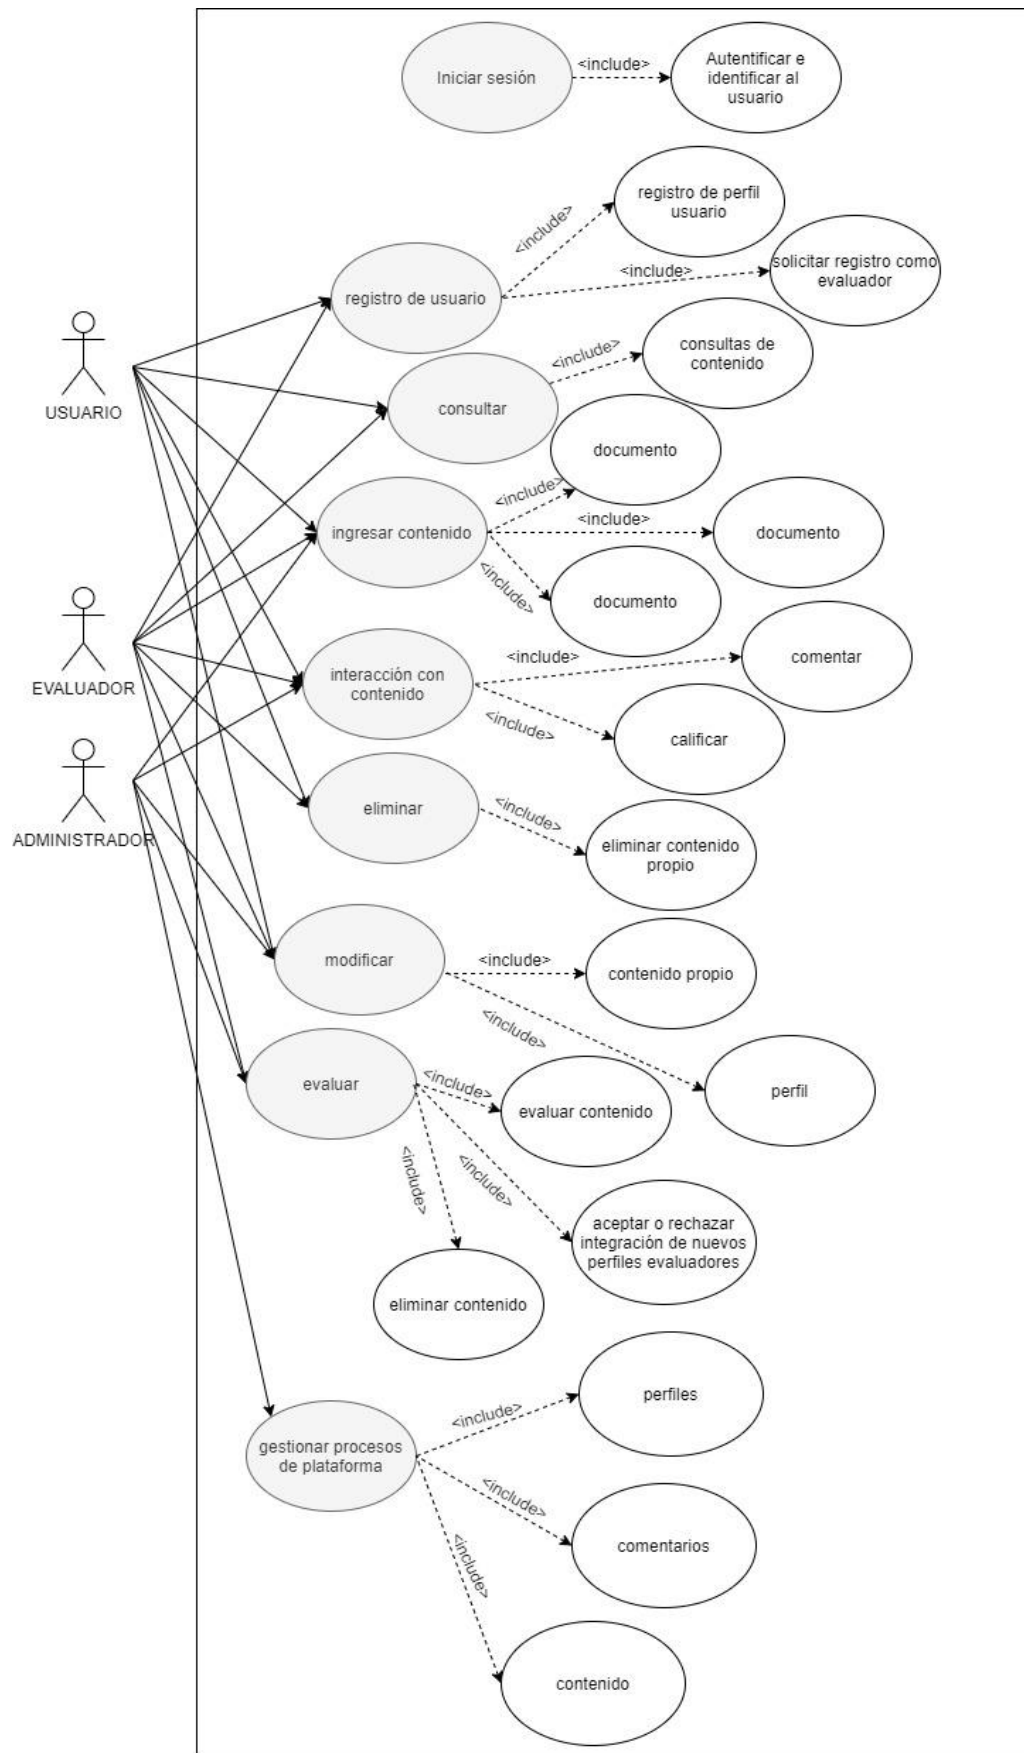 Iniciar sesión
<include>
Autentificar e
identificar al
usuario
registro de perfil
usuario
<include>
solicitar registro como
evaluador
<include>
registro de usuario
consultas de
contenido
<include>
USUARIO
consultar
documento
<include>
ingresar contenido
<include>
documento
<include>
documento
EVALUADOR
interacción con
contenido
<include>
comentar
<include>
calificar
ADMINISTRADOR
eliminar
<include>
eliminar contenido
propio
modificar
<include>
contenido propio
<include>
perfil
evaluar
<include>
evaluar contenido
<include>
<include>
aceptar o rechazar
integración de nuevos
perfiles evaluadores
eliminar contenido
perfiles
<include>
gestionar procesos
de plataforma
<include>
comentarios
<include>
contenido